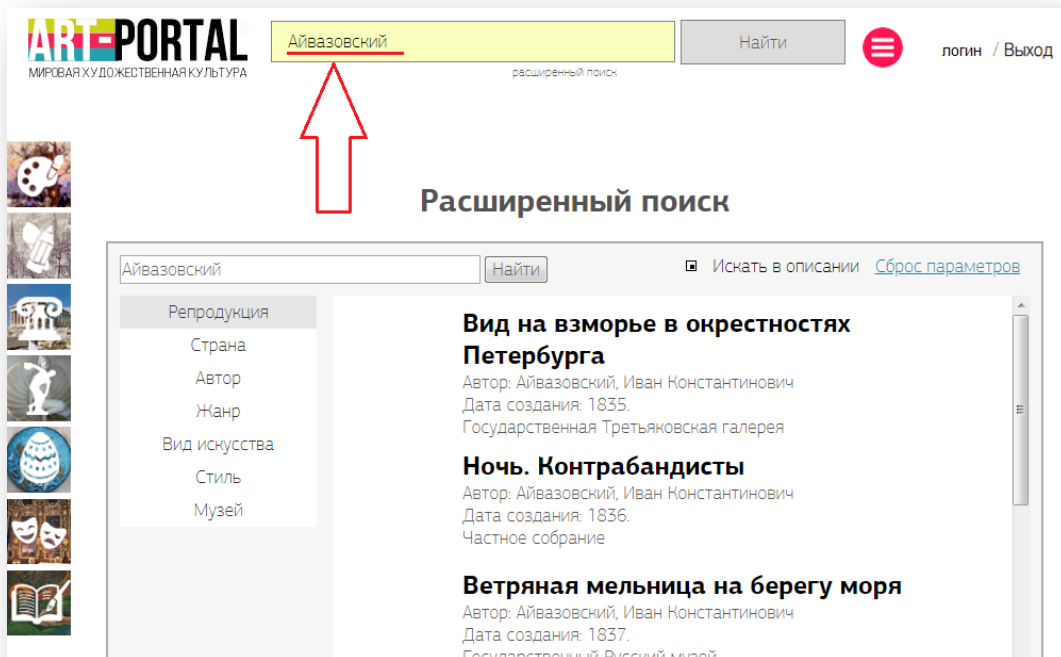 ART-PORTAL
МИРОВАЯ ХУДОЖЕСТВЕННАЯ КУЛЬТУРА
Айвазовский
Найти
логин / Выход
расширенный поиск
Расширенный поиск
Айвазовский
Найти
Искать в описании Сброс параметров
Репродукция
Страна
Автор
Жанр
Вид искусства
Стиль
Музей
Вид на взморье в окрестностях
Петербурга
Автор: Айвазовский, Иван Константинович
Дата создания: 1835.
Государственная Третьяковская галерея
Ночь. Контрабандисты
Автор: Айвазовский, Иван Константинович
Дата создания: 1836.
Частное собрание
Ветряная мельница на берегу моря
Автор: Айвазовский, Иван Константинович
Дата создания: 1837.
Государственный Русский музей